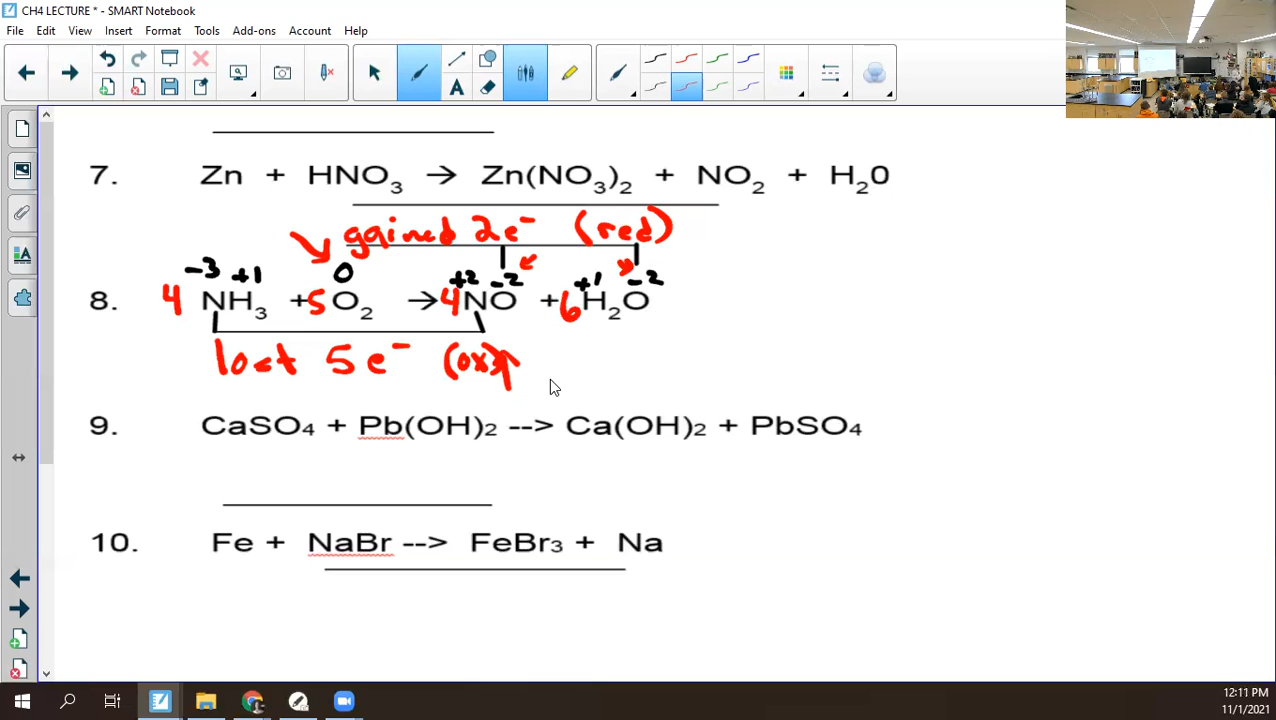 CH4 LECTURE * - SMART Notebook
File Edit View Insert Format Tools Add-ons Account Help
A
7. Zn + HNO3 → Zn(NO3)2 + NO2 + H20
gained 2e⁻ (red)
-3 +1 0 +2 -2 +1 -2
8. 4 NH3 + 5 O2 → 4 NO + 6 H2O
lost 5 e⁻ (ox)
9. CaSO4 + Pb(OH)2 --> Ca(OH)2 + PbSO4
10. Fe + NaBr --> FeBr3 + Na
12:11 PM
11/1/2021